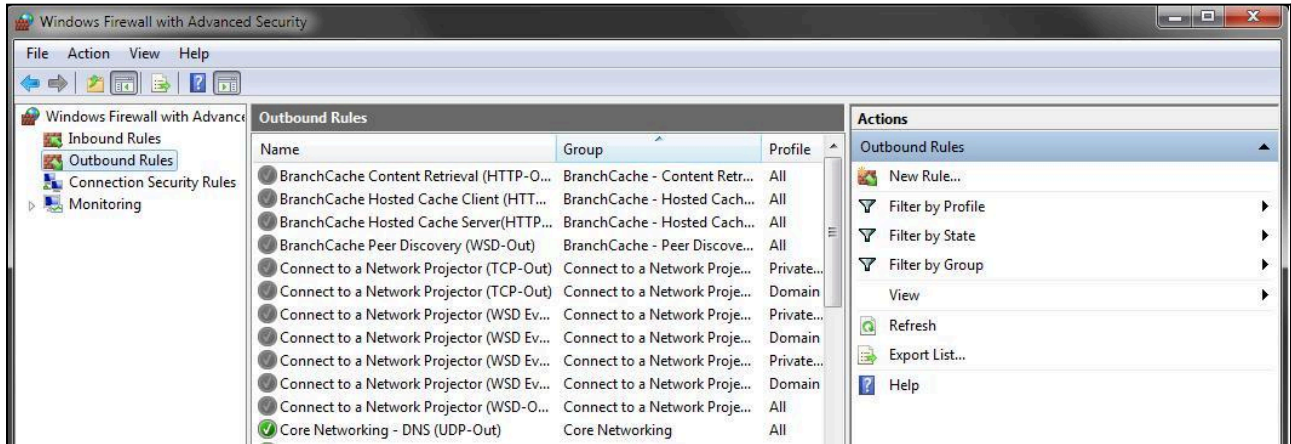 Windows Firewall with Advanced Security
File Action View Help
Windows Firewall with Advance
Inbound Rules
Outbound Rules
Connection Security Rules
Monitoring
Outbound Rules
Name Group Profile
BranchCache Content Retrieval (HTTP-O... BranchCache - Content Retr... All
BranchCache Hosted Cache Client (HTT... BranchCache - Hosted Cach... All
BranchCache Hosted Cache Server(HTTP... BranchCache - Hosted Cach... All
BranchCache Peer Discovery (WSD-Out) BranchCache - Peer Discove... All
Connect to a Network Projector (TCP-Out) Connect to a Network Proje... Private...
Connect to a Network Projector (TCP-Out) Connect to a Network Proje... Domain
Connect to a Network Projector (WSD Ev... Connect to a Network Proje... Private...
Connect to a Network Projector (WSD Ev... Connect to a Network Proje... Domain
Connect to a Network Projector (WSD Ev... Connect to a Network Proje... Private...
Connect to a Network Projector (WSD Ev... Connect to a Network Proje... Domain
Connect to a Network Projector (WSD-O... Connect to a Network Proje... All
Core Networking - DNS (UDP-Out) Core Networking All
Actions
Outbound Rules
New Rule...
Filter by Profile
Filter by State
Filter by Group
View
Refresh
Export List...
Help